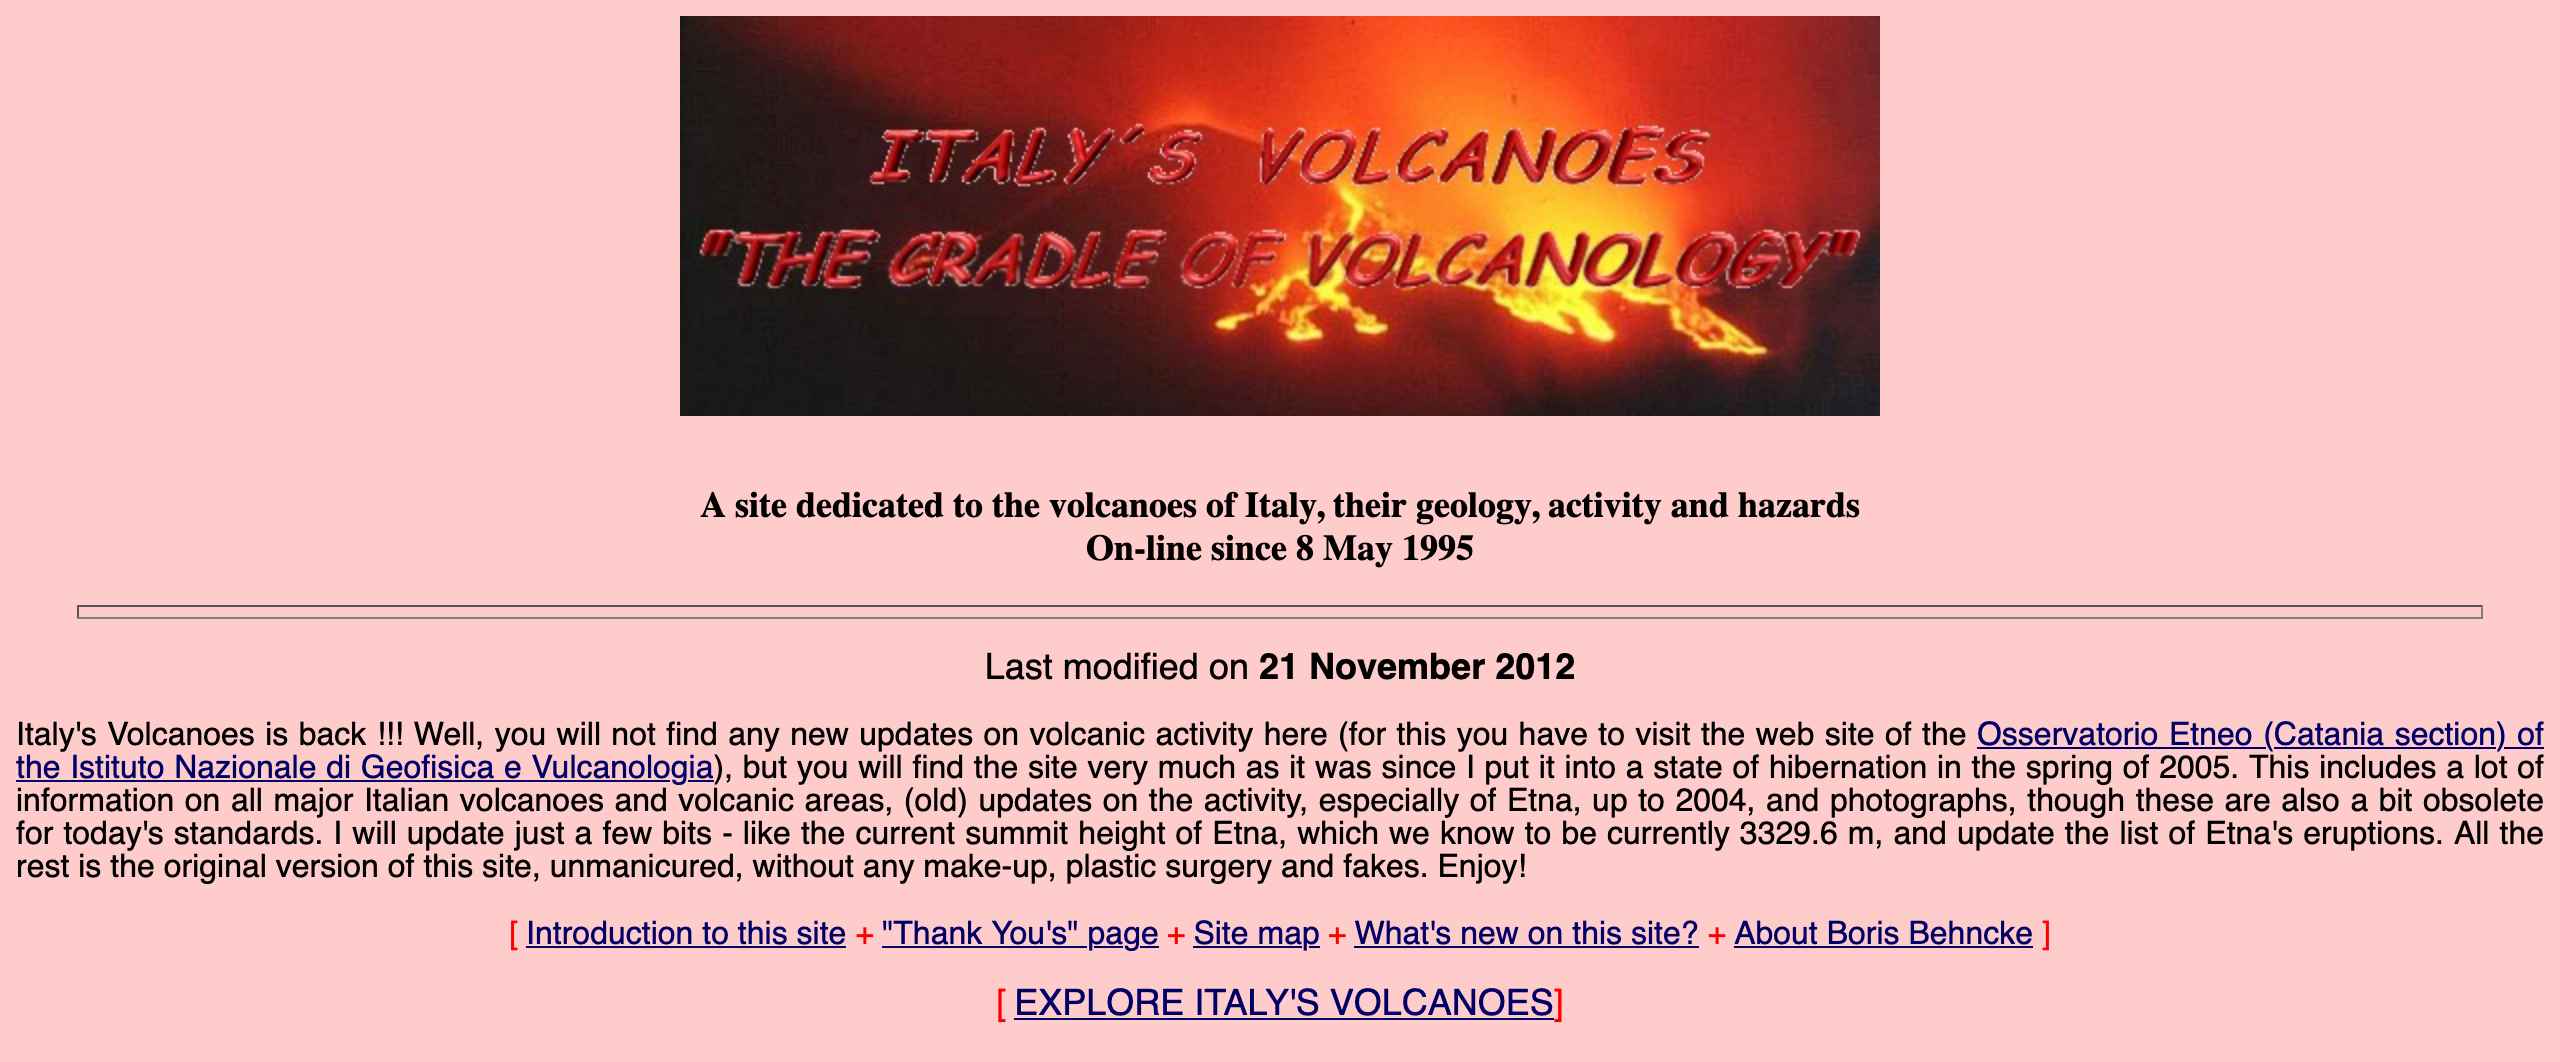 ITALY´S VOLCANOES
"THE CRADLE OF VOLCANOLOGY"
A site dedicated to the volcanoes of Italy, their geology, activity and hazards
On-line since 8 May 1995
Last modified on 21 November 2012
Italy's Volcanoes is back !!! Well, you will not find any new updates on volcanic activity here (for this you have to visit the web site of the Osservatorio Etneo (Catania section) of
the Istituto Nazionale di Geofisica e Vulcanologia), but you will find the site very much as it was since I put it into a state of hibernation in the spring of 2005. This includes a lot of
information on all major Italian volcanoes and volcanic areas, (old) updates on the activity, especially of Etna, up to 2004, and photographs, though these are also a bit obsolete
for today's standards. I will update just a few bits - like the current summit height of Etna, which we know to be currently 3329.6 m, and update the list of Etna's eruptions. All the
rest is the original version of this site, unmanicured, without any make-up, plastic surgery and fakes. Enjoy!
[ Introduction to this site + "Thank You's" page + Site map + What's new on this site? + About Boris Behncke ]
[ EXPLORE ITALY'S VOLCANOES]